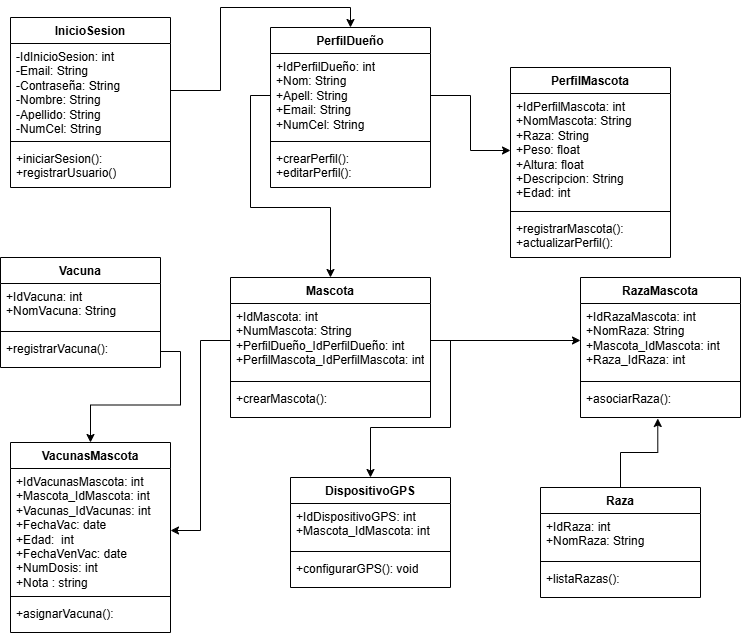 InicioSesion
-IdInicioSesion: int
-Email: String
-Contraseña: String
-Nombre: String
-Apellido: String
-NumCel: String
+iniciarSesion():
+registrarUsuario()
PerfilDueño
+IdPerfilDueño: int
+Nom: String
+Apell: String
+Email: String
+NumCel: String
+crearPerfil():
+editarPerfil():
PerfilMascota
+IdPerfilMascota: int
+NomMascota: String
+Raza: String
+Peso: float
+Altura: float
+Descripcion: String
+Edad: int
+registrarMascota():
+actualizarPerfil():
Vacuna
+IdVacuna: int
+NomVacuna: String
+registrarVacuna():
Mascota
+IdMascota: int
+NumMascota: String
+PerfilDueño_IdPerfilDueño: int
+PerfilMascota_IdPerfilMascota: int
+crearMascota():
RazaMascota
+IdRazaMascota: int
+NomRaza: String
+Mascota_IdMascota: int
+Raza_IdRaza: int
+asociarRaza():
VacunasMascota
+IdVacunasMascota: int
+Mascota_IdMascota: int
+Vacunas_IdVacunas: int
+FechaVac: date
+Edad:  int
+FechaVenVac: date
+NumDosis: int
+Nota : string
+asignarVacuna():
DispositivoGPS
+IdDispositivoGPS: int
+Mascota_IdMascota: int
+configurarGPS(): void
Raza
+IdRaza: int
+NomRaza: String
+listaRazas():